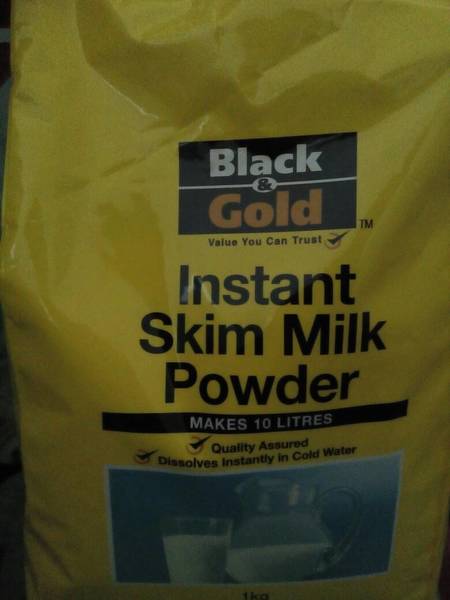 Black
&
Gold
TM
Value You Can Trust
Instant
Skim Milk
Powder
MAKES 10 LITRES
Quality Assured
Dissolves Instantly in Cold Water
1kg